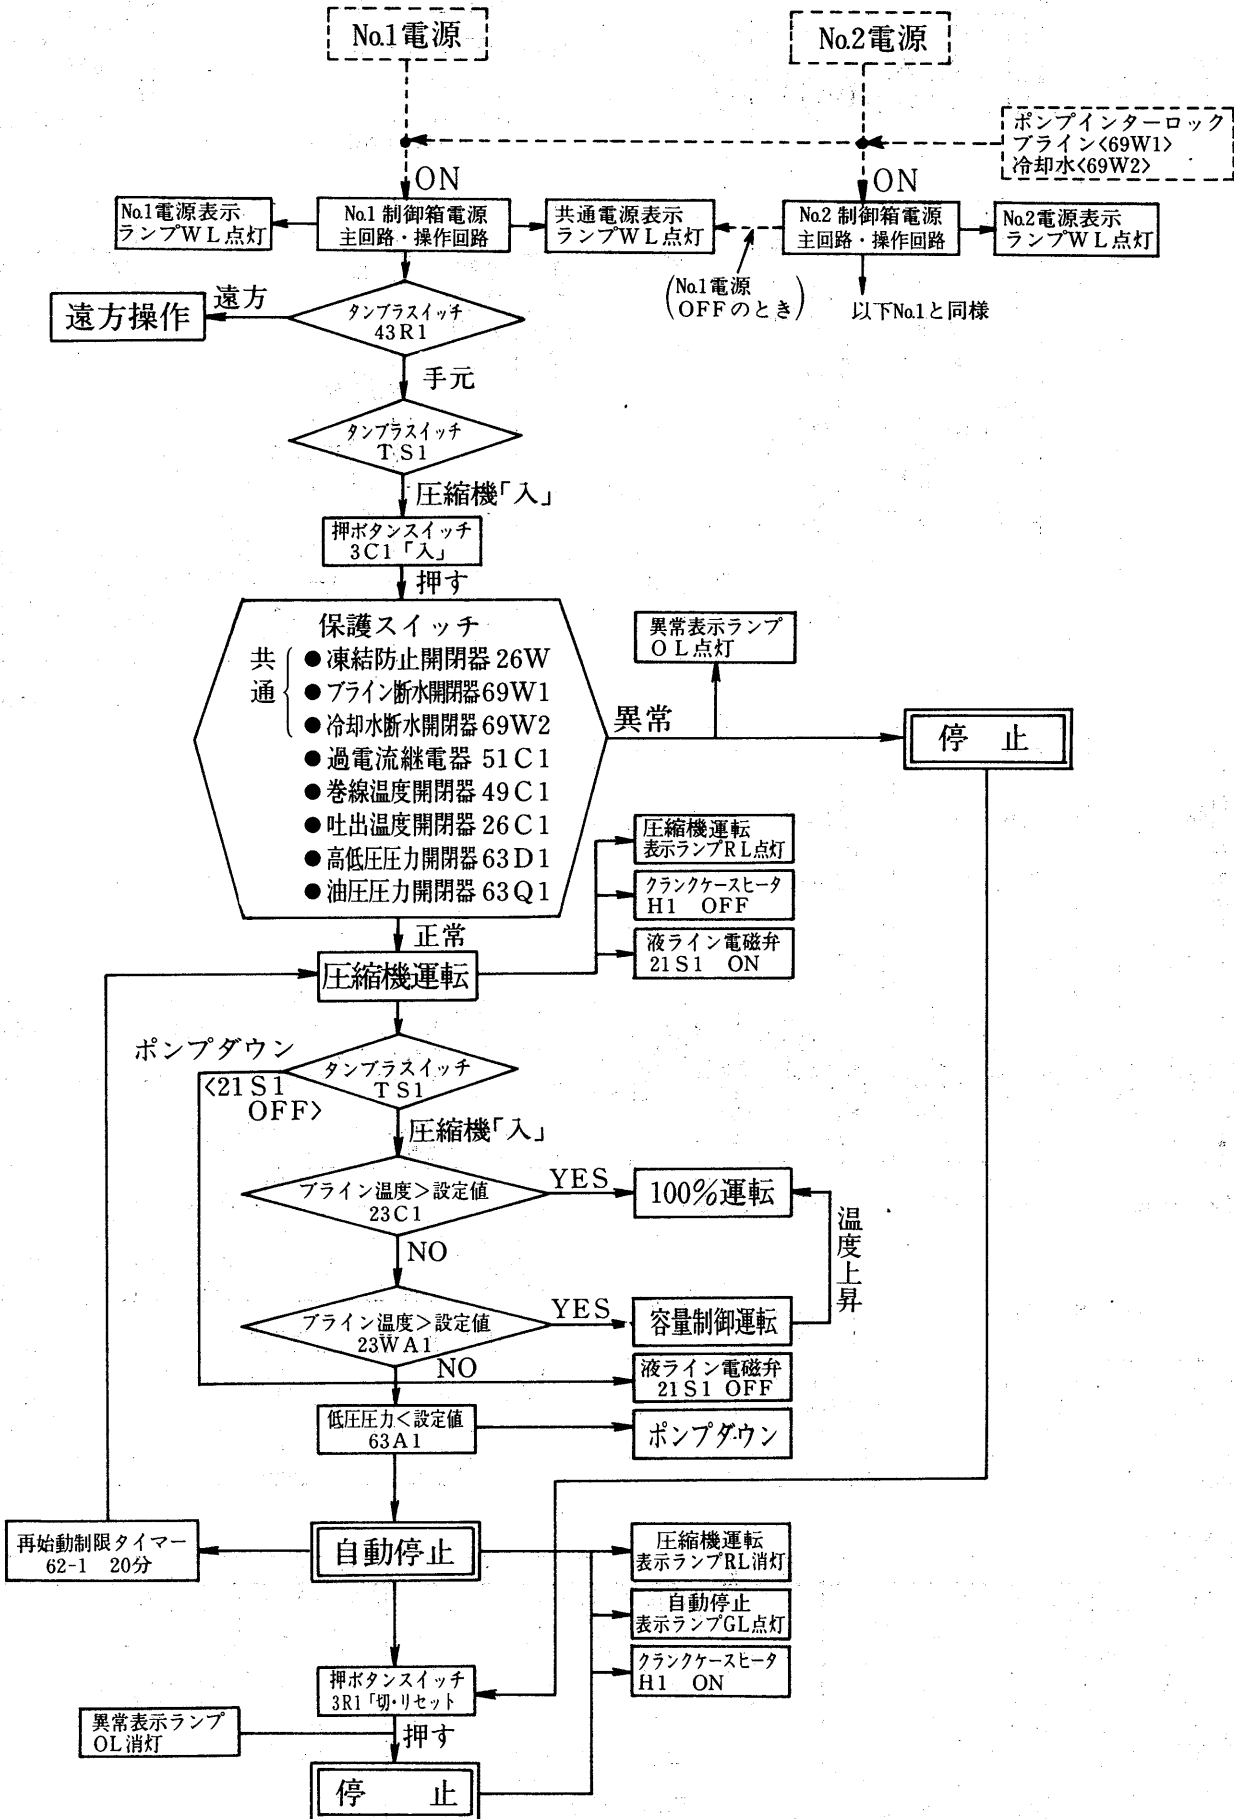 No.1電源
No.2電源
ポンプインターロック
ブライン<69W1>
冷却水<69W2>
ON
ON
No.1電源表示
ランプWL点灯
No.1 制御箱電源
主回路・操作回路
共通電源表示
ランプWL点灯
No.2 制御箱電源
主回路・操作回路
No.2電源表示
ランプWL点灯
(No.1電源
OFFのとき)
以下No.1と同様
遠方操作
遠方
タンブラスイッチ
43R1
手元
タンブラスイッチ
TS1
圧縮機「入」
押ボタンスイッチ
3C1「入」
押す
保護スイッチ
共通
●凍結防止開閉器 26W
●ブライン断水開閉器69W1
●冷却水断水開閉器69W2
●過電流継電器 51C1
●巻線温度開閉器 49C1
●吐出温度開閉器 26C1
●高低圧圧力開閉器63D1
●油圧圧力開閉器 63Q1
異常表示ランプ
OL点灯
異常
停 止
正常
圧縮機運転
圧縮機運転
表示ランプRL点灯
クランクケースヒータ
H1 OFF
液ライン電磁弁
21S1 ON
ポンプダウン
<21S1
OFF>
タンブラスイッチ
TS1
圧縮機「入」
ブライン温度>設定値
23C1
YES
100%運転
温度上昇
NO
ブライン温度>設定値
23WA1
YES
容量制御運転
NO
液ライン電磁弁
21S1 OFF
低圧圧力<設定値
63A1
ポンプダウン
再始動制限タイマー
62-1 20分
自動停止
圧縮機運転
表示ランプRL消灯
自動停止
表示ランプGL点灯
クランクケースヒータ
H1 ON
押ボタンスイッチ
3R1「切・リセット
異常表示ランプ
OL消灯
押す
停 止